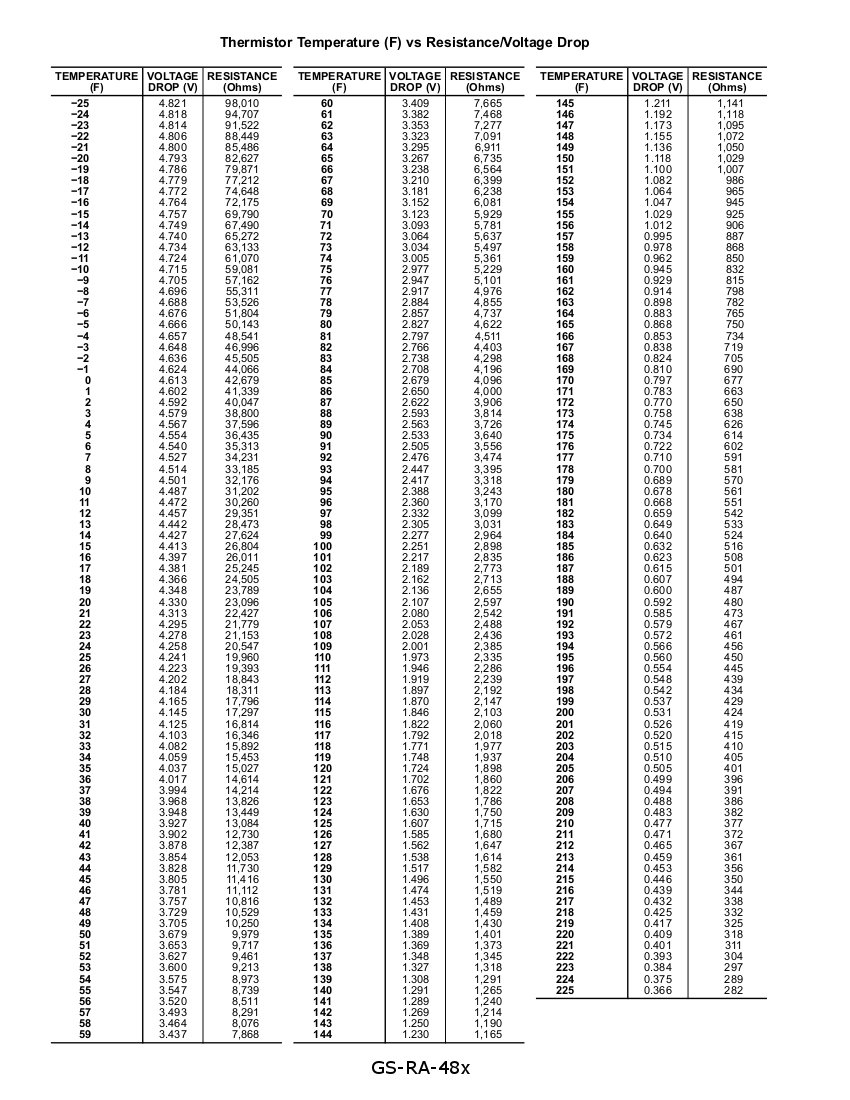 Thermistor Temperature (F) vs Resistance/Voltage Drop
TEMPERATURE (F) VOLTAGE DROP (V) RESISTANCE (Ohms)
−25 4.821 98,010
−24 4.818 94,707
−23 4.814 91,522
−22 4.806 88,449
−21 4.800 85,486
−20 4.793 82,627
−19 4.786 79,871
−18 4.779 77,212
−17 4.772 74,648
−16 4.764 72,175
−15 4.757 69,790
−14 4.749 67,490
−13 4.740 65,272
−12 4.734 63,133
−11 4.724 61,070
−10 4.715 59,081
−9 4.705 57,162
−8 4.696 55,311
−7 4.688 53,526
−6 4.676 51,804
−5 4.666 50,143
−4 4.657 48,541
−3 4.648 46,996
−2 4.636 45,505
−1 4.624 44,066
0 4.613 42,679
1 4.602 41,339
2 4.592 40,047
3 4.579 38,800
4 4.567 37,596
5 4.554 36,435
6 4.540 35,313
7 4.527 34,231
8 4.514 33,185
9 4.501 32,176
10 4.487 31,202
11 4.472 30,260
12 4.457 29,351
13 4.442 28,473
14 4.427 27,624
15 4.413 26,804
16 4.397 26,011
17 4.381 25,245
18 4.366 24,505
19 4.348 23,789
20 4.330 23,096
21 4.313 22,427
22 4.295 21,779
23 4.278 21,153
24 4.258 20,547
25 4.241 19,960
26 4.223 19,393
27 4.202 18,843
28 4.184 18,311
29 4.165 17,796
30 4.145 17,297
31 4.125 16,814
32 4.103 16,346
33 4.082 15,892
34 4.059 15,453
35 4.037 15,027
36 4.017 14,614
37 3.994 14,214
38 3.968 13,826
39 3.948 13,449
40 3.927 13,084
41 3.902 12,730
42 3.878 12,387
43 3.854 12,053
44 3.828 11,730
45 3.805 11,416
46 3.781 11,112
47 3.757 10,816
48 3.729 10,529
49 3.705 10,250
50 3.679 9,979
51 3.653 9,717
52 3.627 9,461
53 3.600 9,213
54 3.575 8,973
55 3.547 8,739
56 3.520 8,511
57 3.493 8,291
58 3.464 8,076
59 3.437 7,868
TEMPERATURE (F) VOLTAGE DROP (V) RESISTANCE (Ohms)
60 3.409 7,665
61 3.382 7,468
62 3.353 7,277
63 3.323 7,091
64 3.295 6,911
65 3.267 6,735
66 3.238 6,564
67 3.210 6,399
68 3.181 6,238
69 3.152 6,081
70 3.123 5,929
71 3.093 5,781
72 3.064 5,637
73 3.034 5,497
74 3.005 5,361
75 2.977 5,229
76 2.947 5,101
77 2.917 4,976
78 2.884 4,855
79 2.857 4,737
80 2.827 4,622
81 2.797 4,511
82 2.766 4,403
83 2.738 4,298
84 2.708 4,196
85 2.679 4,096
86 2.650 4,000
87 2.622 3,906
88 2.593 3,814
89 2.563 3,726
90 2.533 3,640
91 2.505 3,556
92 2.476 3,474
93 2.447 3,395
94 2.417 3,318
95 2.388 3,243
96 2.360 3,170
97 2.332 3,099
98 2.305 3,031
99 2.277 2,964
100 2.251 2,898
101 2.217 2,835
102 2.189 2,773
103 2.162 2,713
104 2.136 2,655
105 2.107 2,597
106 2.080 2,542
107 2.053 2,488
108 2.028 2,436
109 2.001 2,385
110 1.973 2,335
111 1.946 2,286
112 1.919 2,239
113 1.897 2,192
114 1.870 2,147
115 1.846 2,103
116 1.822 2,060
117 1.792 2,018
118 1.771 1,977
119 1.748 1,937
120 1.724 1,898
121 1.702 1,860
122 1.676 1,822
123 1.653 1,786
124 1.630 1,750
125 1.607 1,715
126 1.585 1,680
127 1.562 1,647
128 1.538 1,614
129 1.517 1,582
130 1.496 1,550
131 1.474 1,519
132 1.453 1,489
133 1.431 1,459
134 1.408 1,430
135 1.389 1,401
136 1.369 1,373
137 1.348 1,345
138 1.327 1,318
139 1.308 1,291
140 1.291 1,265
141 1.289 1,240
142 1.269 1,214
143 1.250 1,190
144 1.230 1,165
TEMPERATURE (F) VOLTAGE DROP (V) RESISTANCE (Ohms)
145 1.211 1,141
146 1.192 1,118
147 1.173 1,095
148 1.155 1,072
149 1.136 1,050
150 1.118 1,029
151 1.100 1,007
152 1.082 986
153 1.064 965
154 1.047 945
155 1.029 925
156 1.012 906
157 0.995 887
158 0.978 868
159 0.962 850
160 0.945 832
161 0.929 815
162 0.914 798
163 0.898 782
164 0.883 765
165 0.868 750
166 0.853 734
167 0.838 719
168 0.824 705
169 0.810 690
170 0.797 677
171 0.783 663
172 0.770 650
173 0.758 638
174 0.745 626
175 0.734 614
176 0.722 602
177 0.710 591
178 0.700 581
179 0.689 570
180 0.678 561
181 0.668 551
182 0.659 542
183 0.649 533
184 0.640 524
185 0.632 516
186 0.623 508
187 0.615 501
188 0.607 494
189 0.600 487
190 0.592 480
191 0.585 473
192 0.579 467
193 0.572 461
194 0.566 456
195 0.560 450
196 0.554 445
197 0.548 439
198 0.542 434
199 0.537 429
200 0.531 424
201 0.526 419
202 0.520 415
203 0.515 410
204 0.510 405
205 0.505 401
206 0.499 396
207 0.494 391
208 0.488 386
209 0.483 382
210 0.477 377
211 0.471 372
212 0.465 367
213 0.459 361
214 0.453 356
215 0.446 350
216 0.439 344
217 0.432 338
218 0.425 332
219 0.417 325
220 0.409 318
221 0.401 311
222 0.393 304
223 0.384 297
224 0.375 289
225 0.366 282
GS-RA-48x